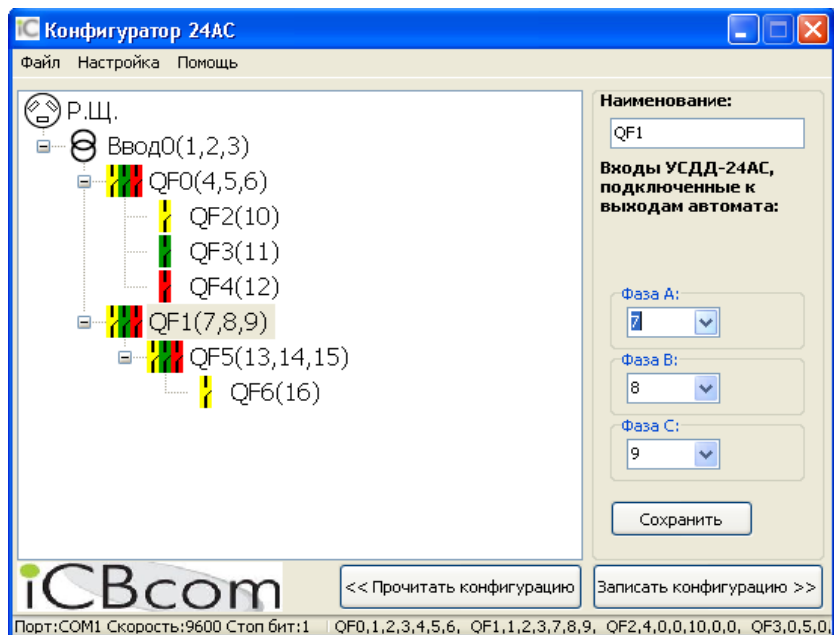 iC Конфигуратор 24АС
Файл Настройка Помощь
Р.Щ.
Ввод0(1,2,3)
QF0(4,5,6)
QF2(10)
QF3(11)
QF4(12)
QF1(7,8,9)
QF5(13,14,15)
QF6(16)
Наименование:
QF1
Входы УСДД-24АС,
подключенные к
выходам автомата:
Фаза А:
7
Фаза В:
8
Фаза С:
9
Сохранить
iCBcom
<< Прочитать конфигурацию
Записать конфигурацию >>
Порт:COM1 Скорость:9600 Стоп бит:1
QF0,1,2,3,4,5,6, QF1,1,2,3,7,8,9, QF2,4,0,0,10,0,0, QF3,0,5,0,